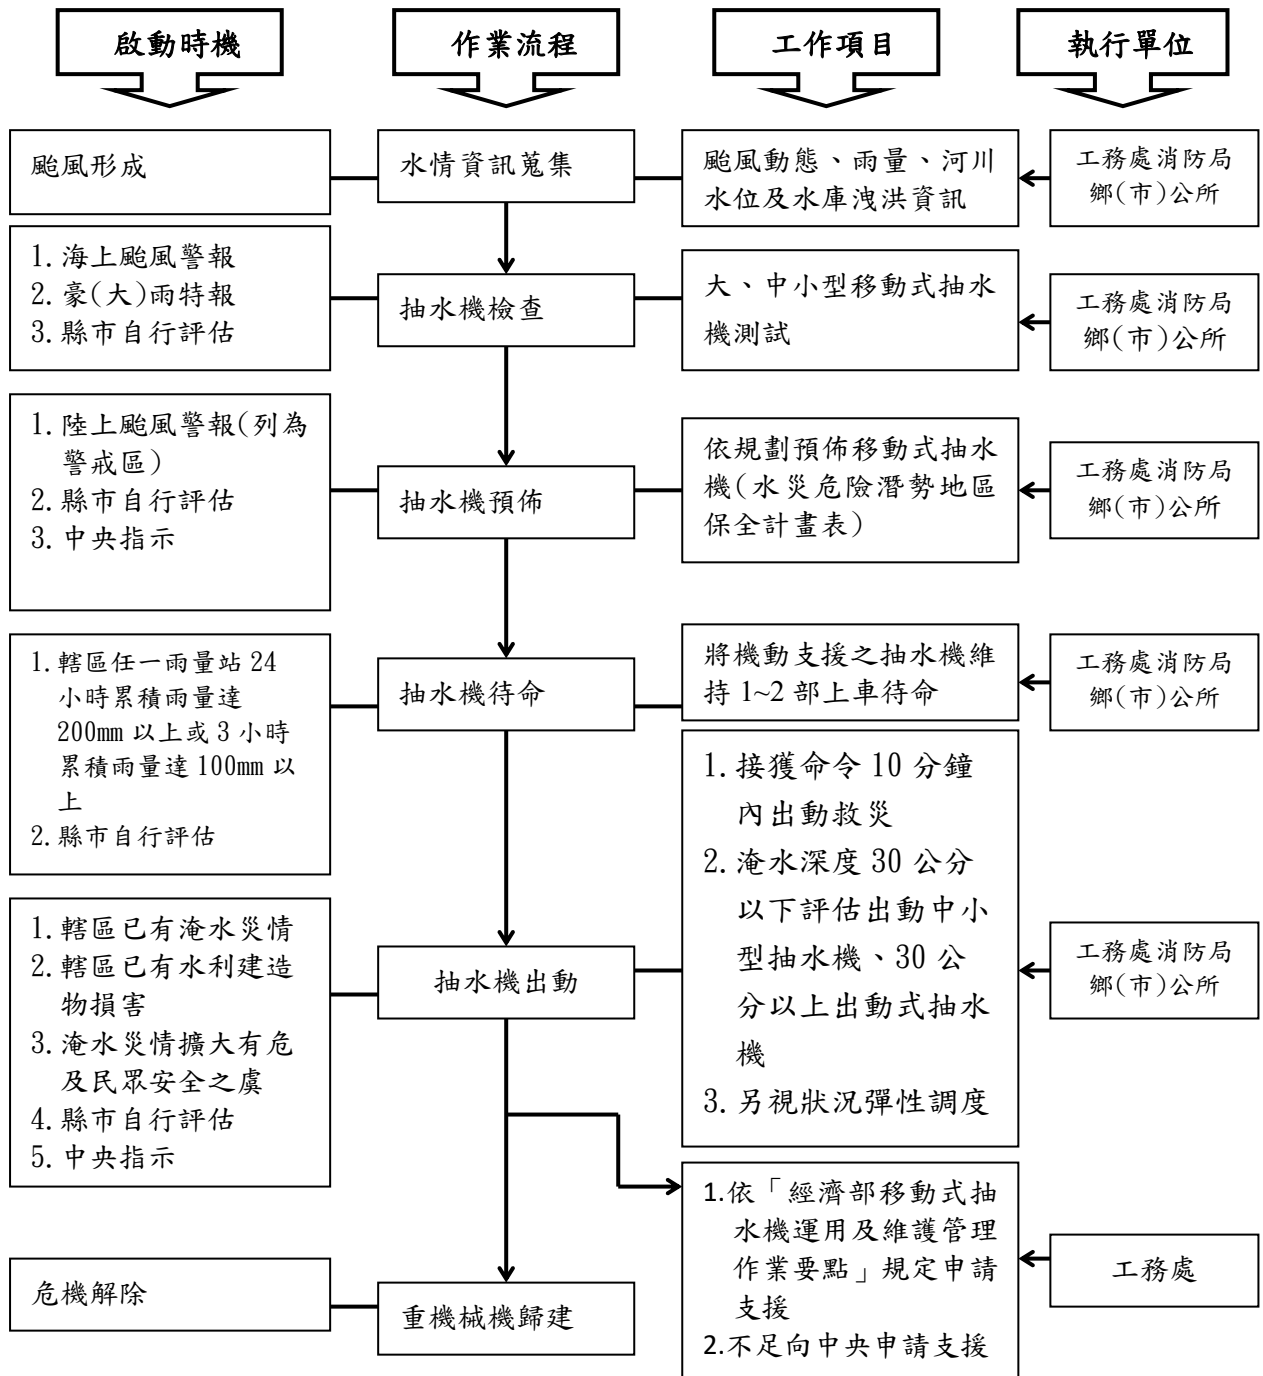 啟動時機
作業流程
工作項目
執行單位
颱風形成
水情資訊蒐集
颱風動態、雨量、河川
水位及水庫洩洪資訊
工務處消防局
鄉(市)公所
1.海上颱風警報
2.豪(大)雨特報
3.縣市自行評估
抽水機檢查
大、中小型移動式抽水
機測試
工務處消防局
鄉(市)公所
1.陸上颱風警報(列為
警戒區)
2.縣市自行評估
3.中央指示
抽水機預佈
依規劃預佈移動式抽水
機(水災危險潛勢地區
保全計畫表)
工務處消防局
鄉(市)公所
1.轄區任一雨量站 24
小時累積雨量達
200mm 以上或 3 小時
累積雨量達 100mm 以
上
2.縣市自行評估
抽水機待命
將機動支援之抽水機維
持 1~2 部上車待命
工務處消防局
鄉(市)公所
1.轄區已有淹水災情
2.轄區已有水利建造
物損害
3.淹水災情擴大有危
及民眾安全之虞
4.縣市自行評估
5.中央指示
抽水機出動
1.接獲命令 10 分鐘
內出動救災
2.淹水深度 30 公分
以下評估出動中小
型抽水機、30 公
分以上出動式抽水
機
3.另視狀況彈性調度
工務處消防局
鄉(市)公所
1.依「經濟部移動式抽
水機運用及維護管理
作業要點」規定申請
支援
2.不足向中央申請支援
工務處
危機解除
重機械機歸建